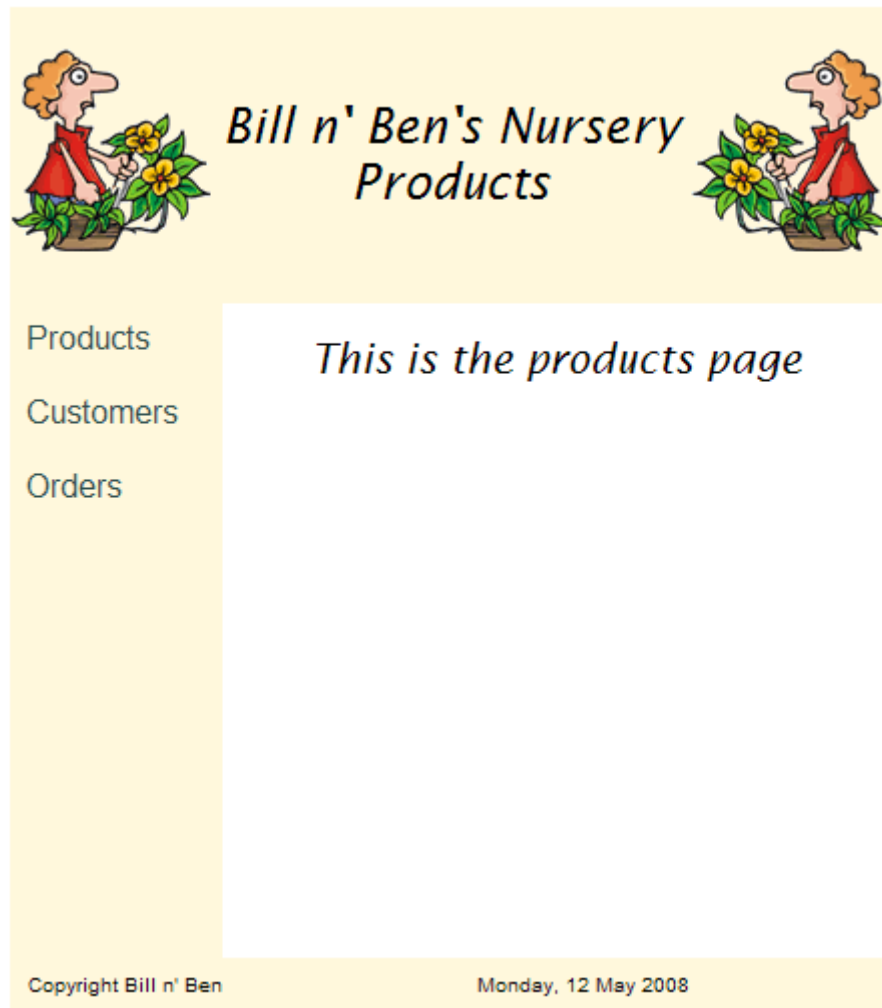 Bill n' Ben's Nursery
Products
Products
This is the products page
Customers
Orders
Copyright Bill n' Ben
Monday, 12 May 2008